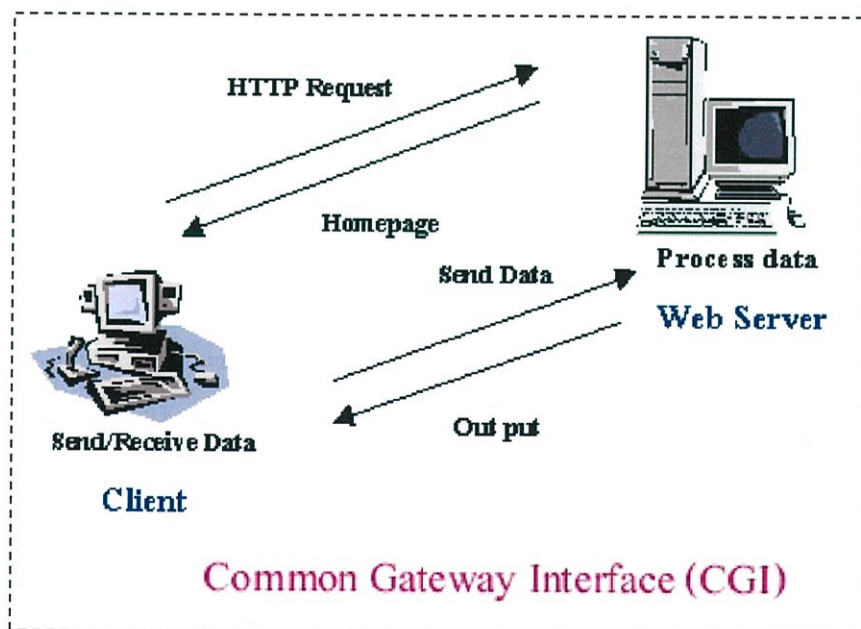 HTTP Request
Homepage
Send Data
Process data
Web Server
Out put
Send/Receive Data
Client
Common Gateway Interface (CGI)